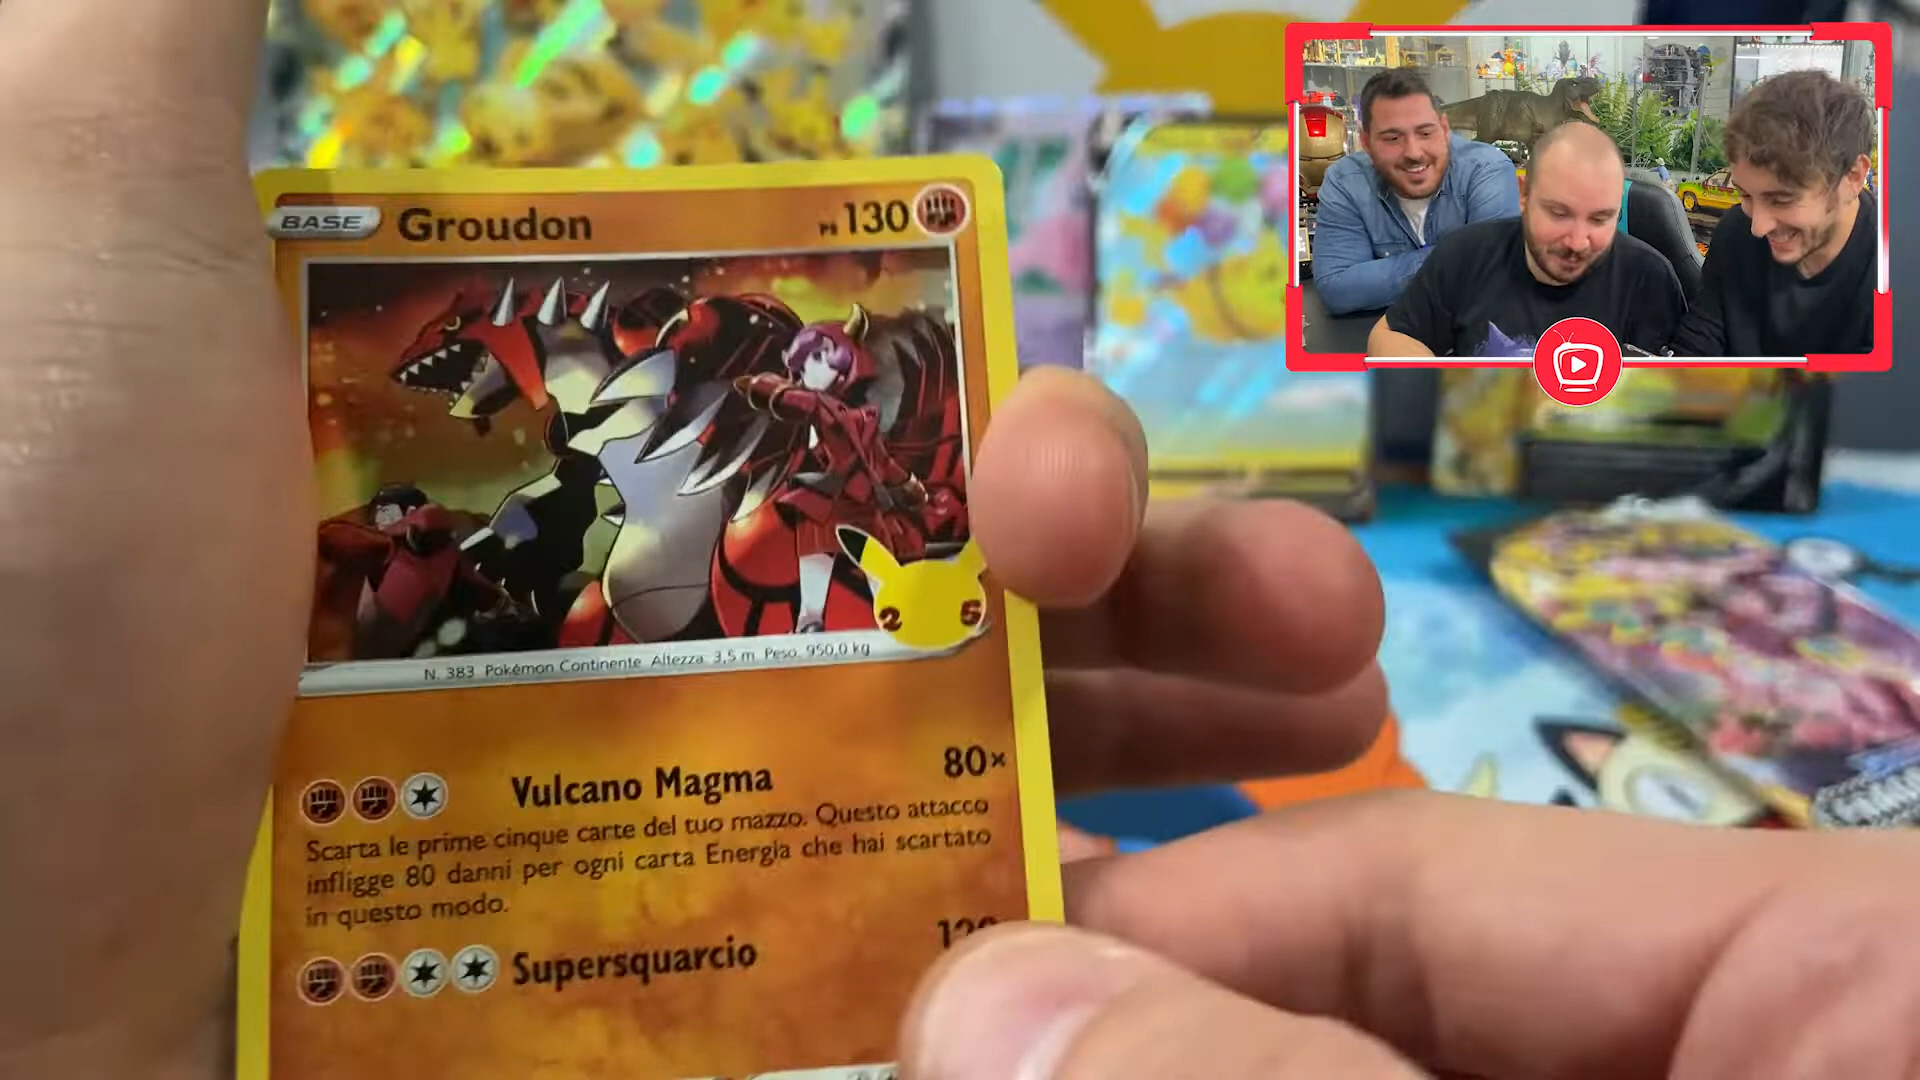 BASE Groudon PS 130
2 5
N. 383 Pokémon Continente Altezza 3,5 m Peso 950,0 kg
Vulcano Magma 80×
Scarta le prime cinque carte del tuo mazzo. Questo attacco
infligge 80 danni per ogni carta Energia che hai scartato
in questo modo.
Supersquarcio